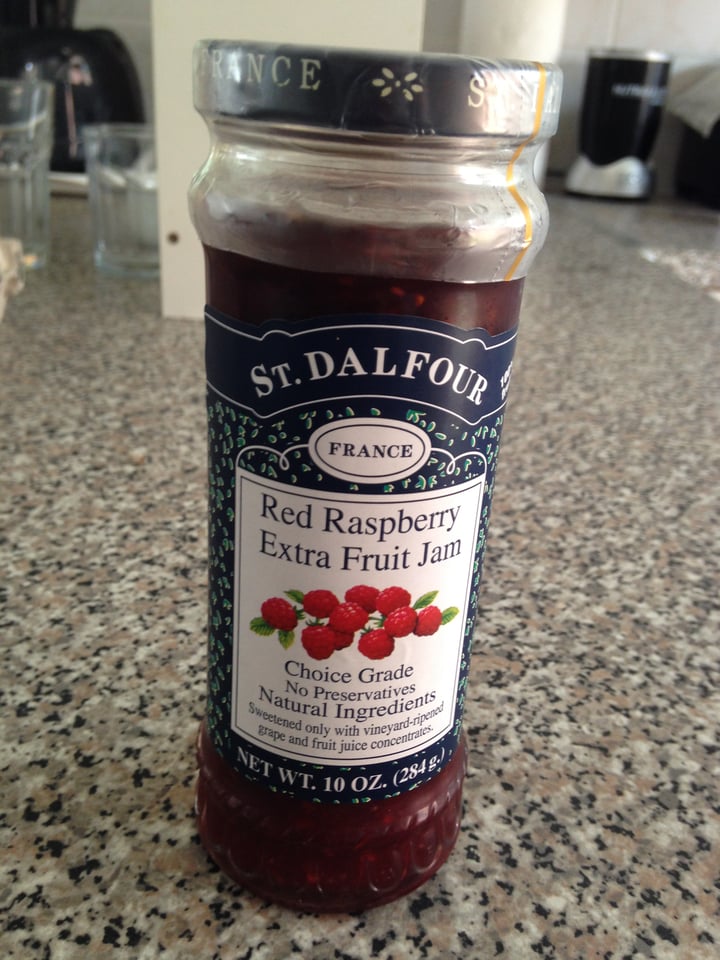 FRANCE
ST. DALFOUR
FRANCE
Red Raspberry
Extra Fruit Jam
Choice Grade
No Preservatives
Natural Ingredients
Sweetened only with vineyard-ripened
grape and fruit juice concentrates.
NET WT. 10 OZ. (284 g.)